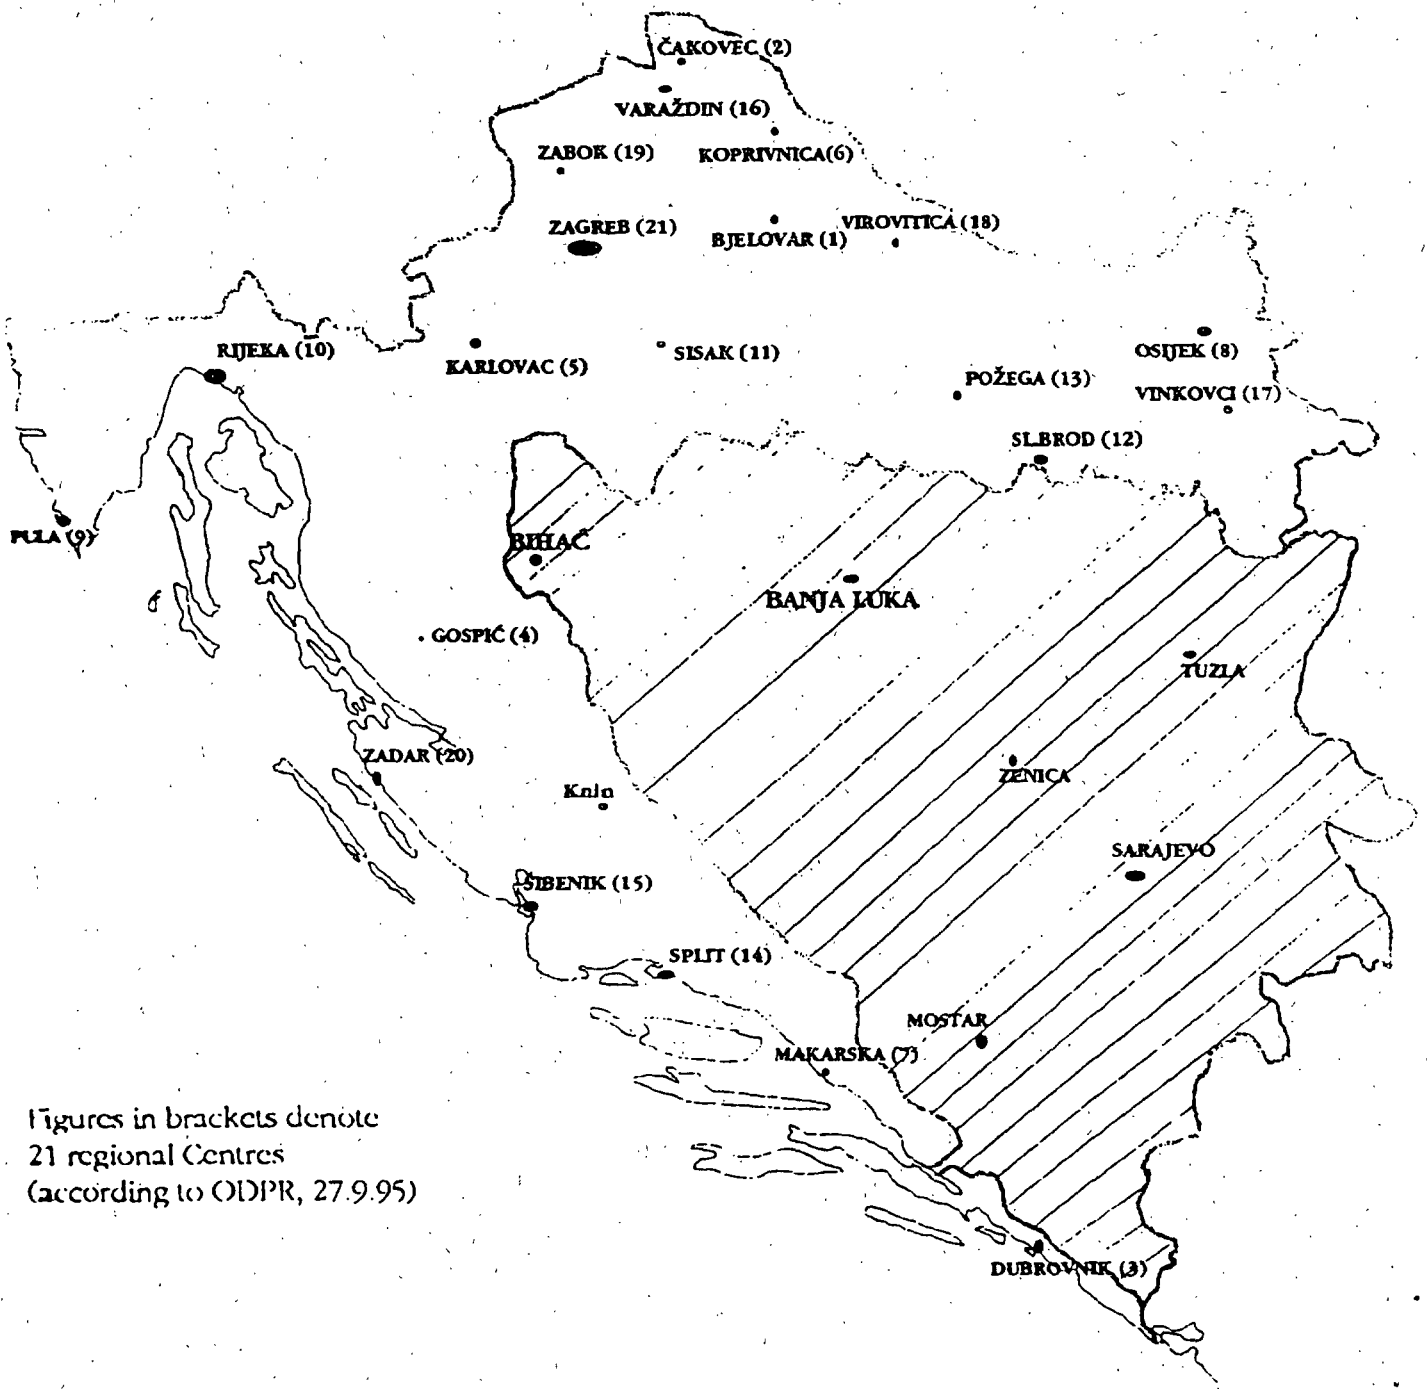 ČAKOVEC (2)
VARAŽDIN (16)
ZABOK (19)
KOPRIVNICA(6)
ZAGREB (21)
BJELOVAR (1)
VIROVITICA (18)
RIJEKA (10)
KARLOVAC (5)
SISAK (11)
OSIJEK (8)
POŽEGA (13)
VINKOVCI (17)
SL.BROD (12)
PULA (9)
BIHAĆ
BANJA LUKA
GOSPIĆ (4)
TUZLA
ZADAR (20)
Knin
ZENICA
SARAJEVO
ŠIBENIK (15)
SPLIT (14)
MOSTAR
MAKARSKA (7)
Figures in brackets denote
21 regional Centres
(according to ODPR, 27.9.95)
DUBROVNIK (3)